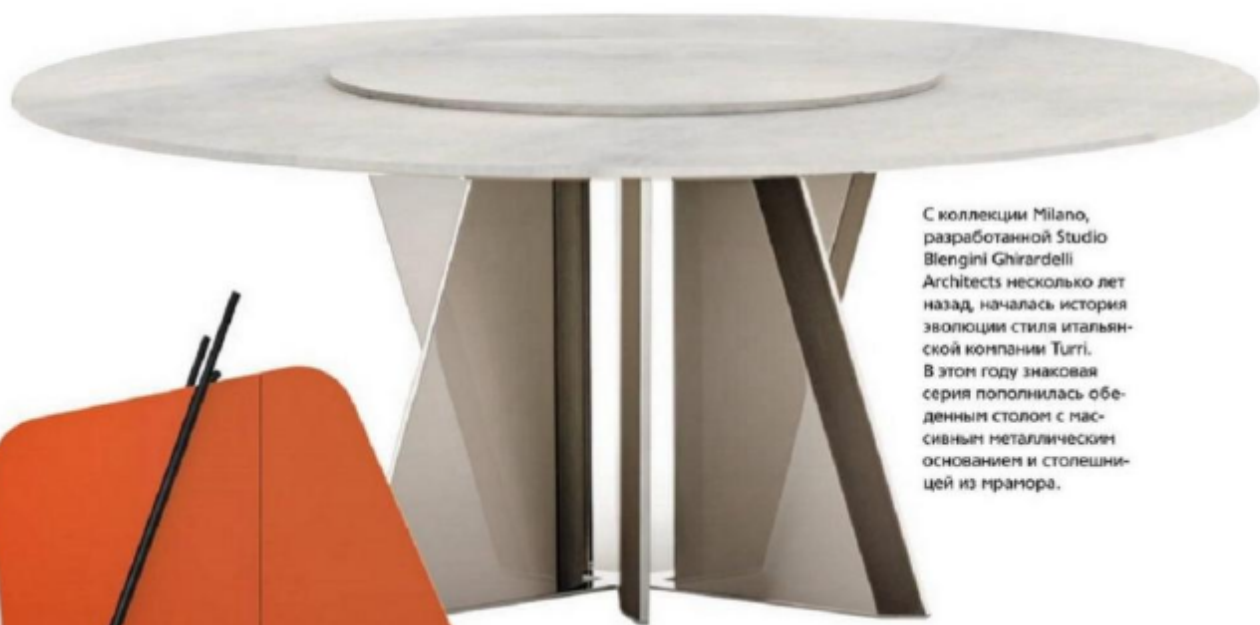 С коллекции Milano,
разработанной Studio
Blengini Ghirardelli
Architects несколько лет
назад, началась история
эволюции стиля итальян-
ской компании Turri.
В этом году знаковая
серия пополнилась обе-
денным столом с мас-
сивным металлическим
основанием и столешни-
цей из мрамора.